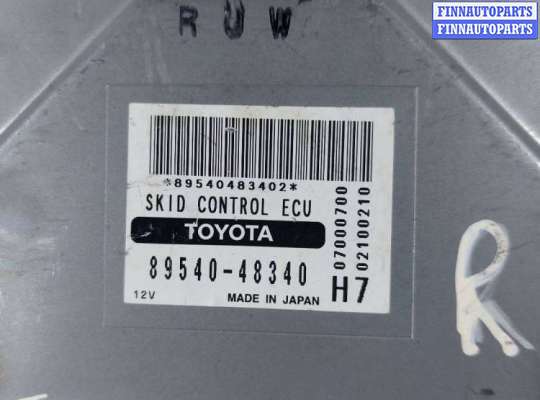 FINNAUTOPARTS
FINNAUTOPARTS
RUW
*89540483402*
SKID CONTROL ECU
TOYOTA
89540-48340
12V
MADE IN JAPAN
H7
07000700
02100210
R